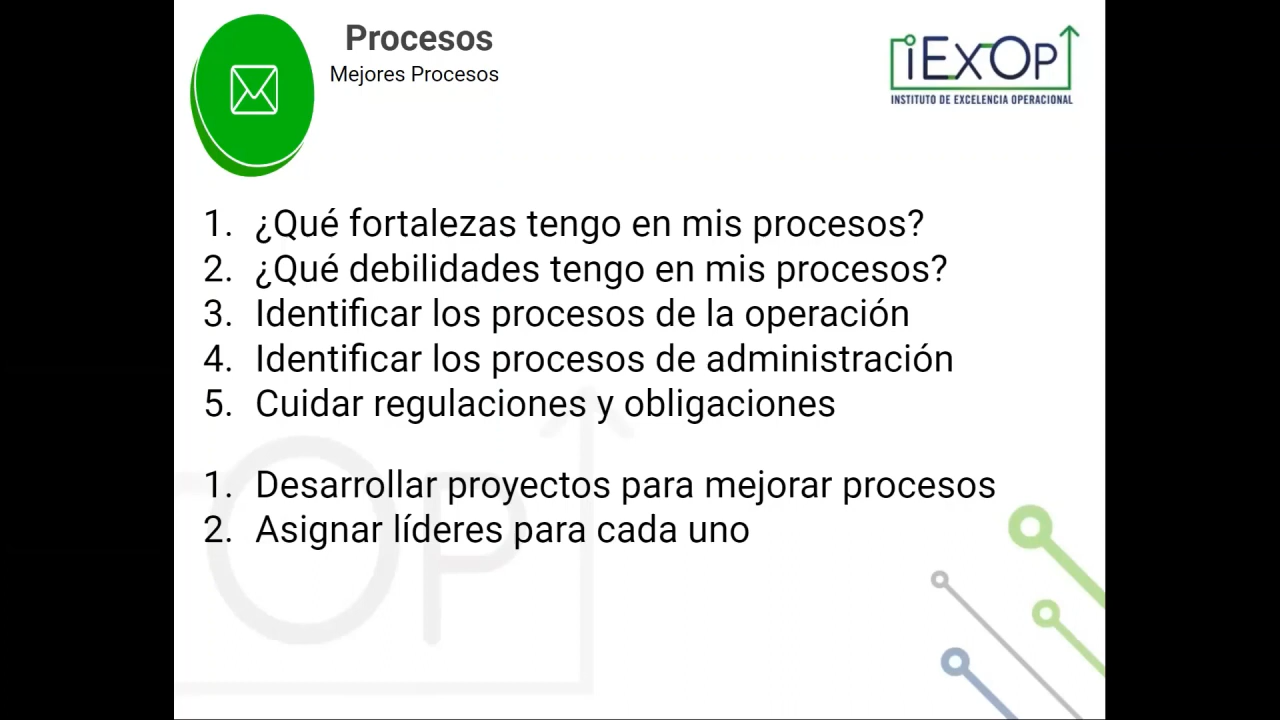 Procesos
Mejores Procesos
iExOp
INSTITUTO DE EXCELENCIA OPERACIONAL
1. ¿Qué fortalezas tengo en mis procesos?
2. ¿Qué debilidades tengo en mis procesos?
3. Identificar los procesos de la operación
4. Identificar los procesos de administración
5. Cuidar regulaciones y obligaciones
1. Desarrollar proyectos para mejorar procesos
2. Asignar líderes para cada uno
OP